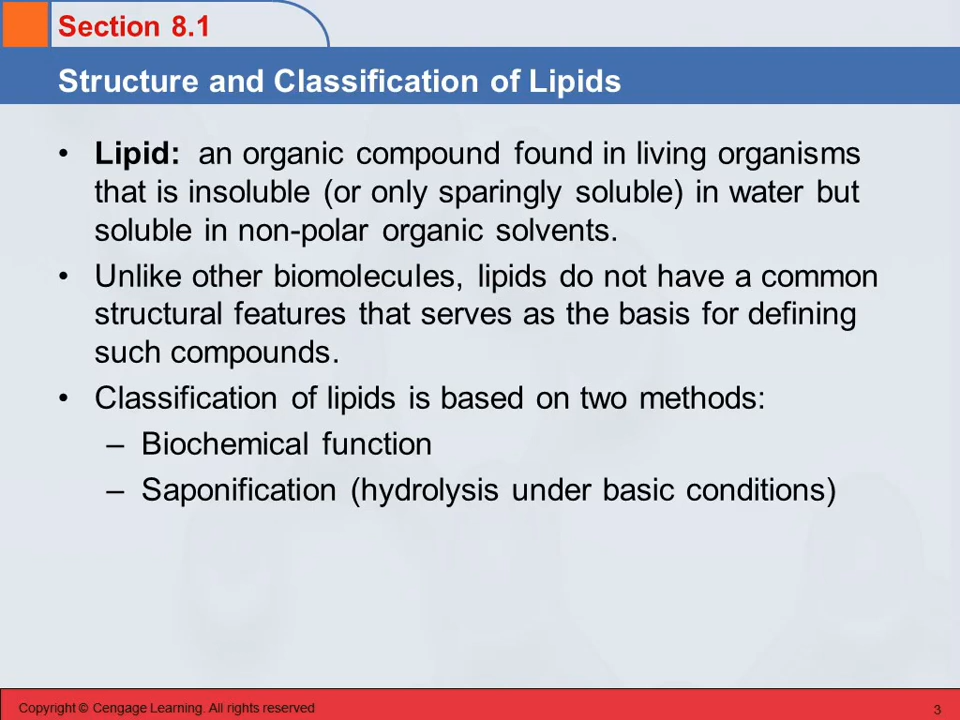 Section 8.1
Structure and Classification of Lipids
• Lipid: an organic compound found in living organisms
that is insoluble (or only sparingly soluble) in water but
soluble in non-polar organic solvents.
• Unlike other biomolecules, lipids do not have a common
structural features that serves as the basis for defining
such compounds.
• Classification of lipids is based on two methods:
– Biochemical function
– Saponification (hydrolysis under basic conditions)
Copyright © Cengage Learning. All rights reserved
3